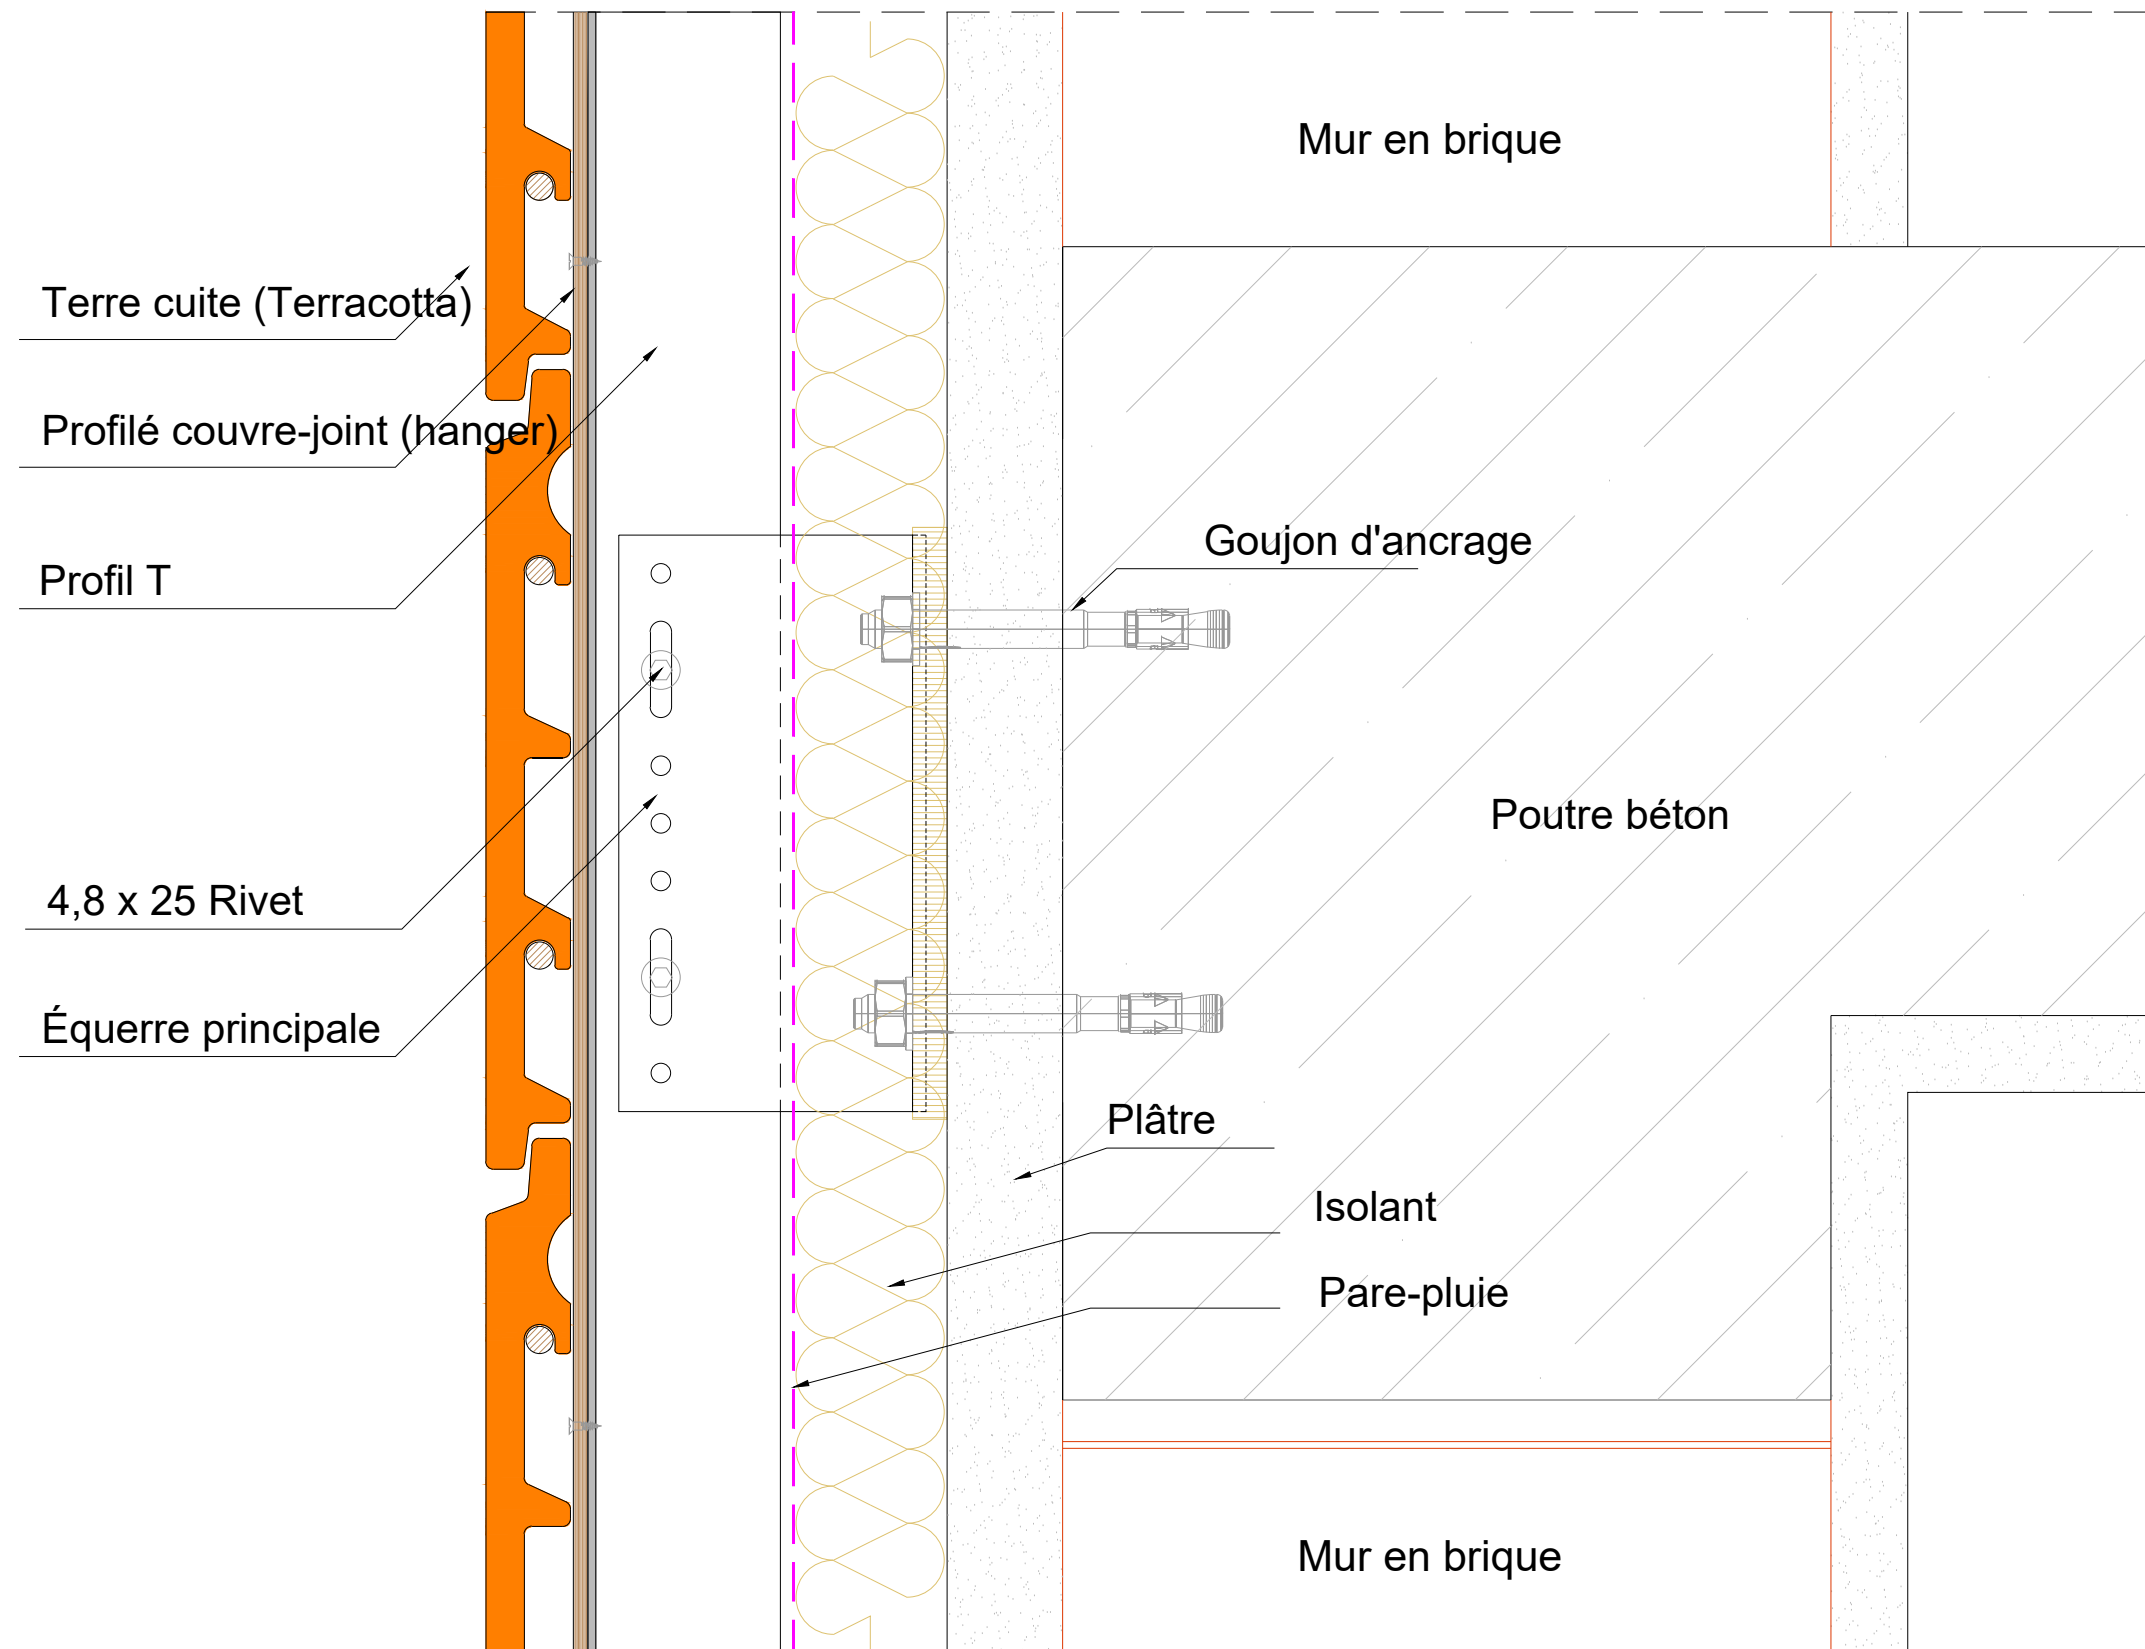 Mur en brique
Terre cuite (Terracotta)
Profilé couvre-joint (hanger)
Goujon d'ancrage
Profil T
Poutre béton
4,8 x 25 Rivet
Équerre principale
Plâtre
Isolant
Pare-pluie
Mur en brique